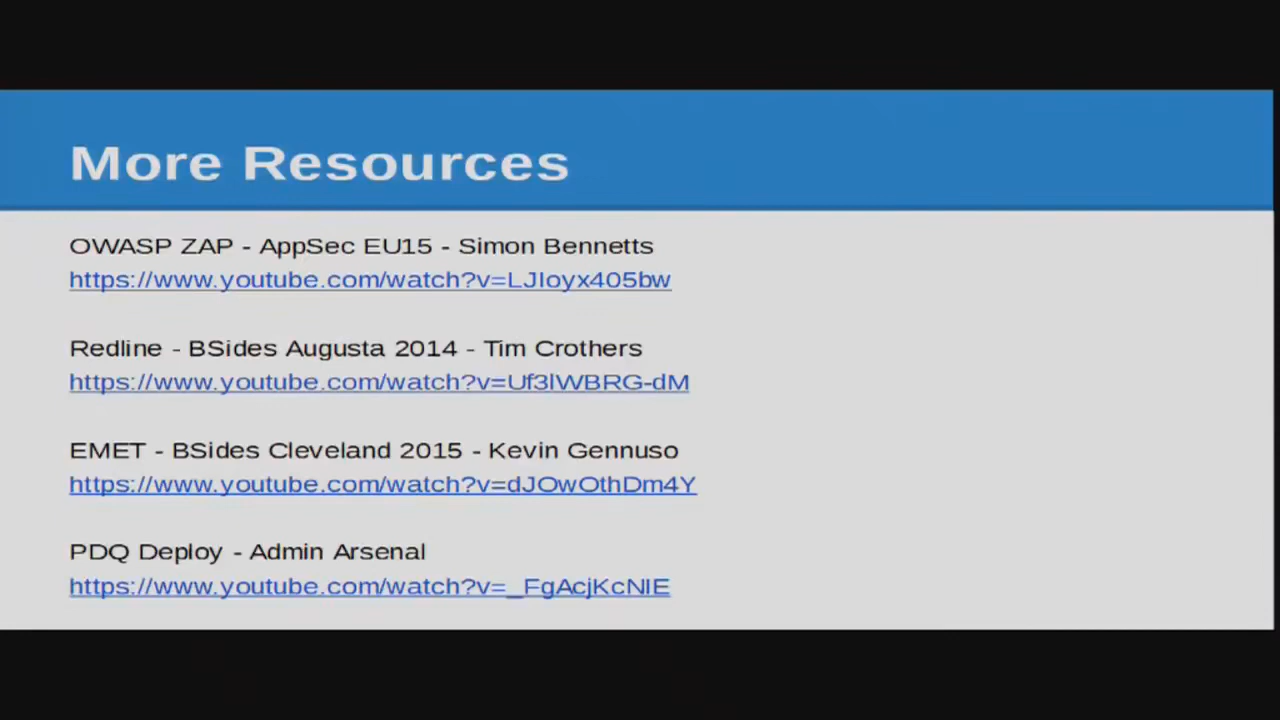 More Resources
OWASP ZAP - AppSec EU15 - Simon Bennetts
https://www.youtube.com/watch?v=LJIoyx405bw
Redline - BSides Augusta 2014 - Tim Crothers
https://www.youtube.com/watch?v=Uf3lWBRG-dM
EMET - BSides Cleveland 2015 - Kevin Gennuso
https://www.youtube.com/watch?v=dJOwOthDm4Y
PDQ Deploy - Admin Arsenal
https://www.youtube.com/watch?v=_FgAcjKcNIE